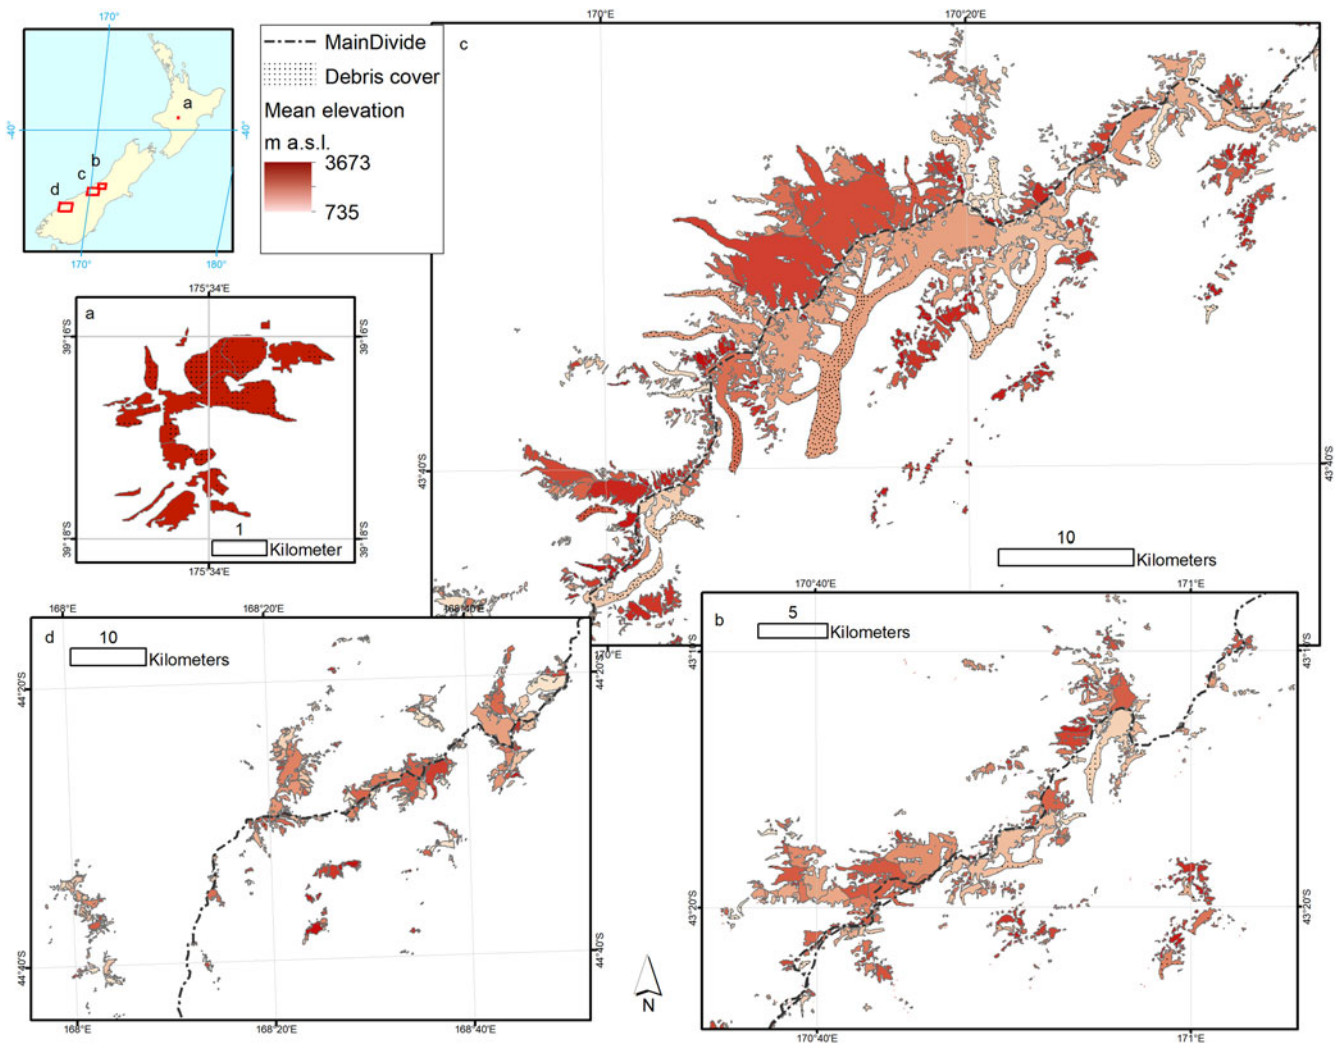 170°
-40°
-40°
a
b
c
d
170°
180°
MainDivide
Debris cover
Mean elevation
m a.s.l.
3673
735
170°E
170°20'E
c
43°40'S
43°40'S
10
Kilometers
170°E
175°34'E
a
39°16'S
39°16'S
39°18'S
39°18'S
1
Kilometer
175°34'E
168°E
168°20'E
168°40'E
d
10
Kilometers
44°20'S
44°20'S
44°40'S
44°40'S
168°E
168°20'E
168°40'E
N
170°40'E
171°E
b
5
Kilometers
43°10'S
43°10'S
43°20'S
43°20'S
170°40'E
171°E